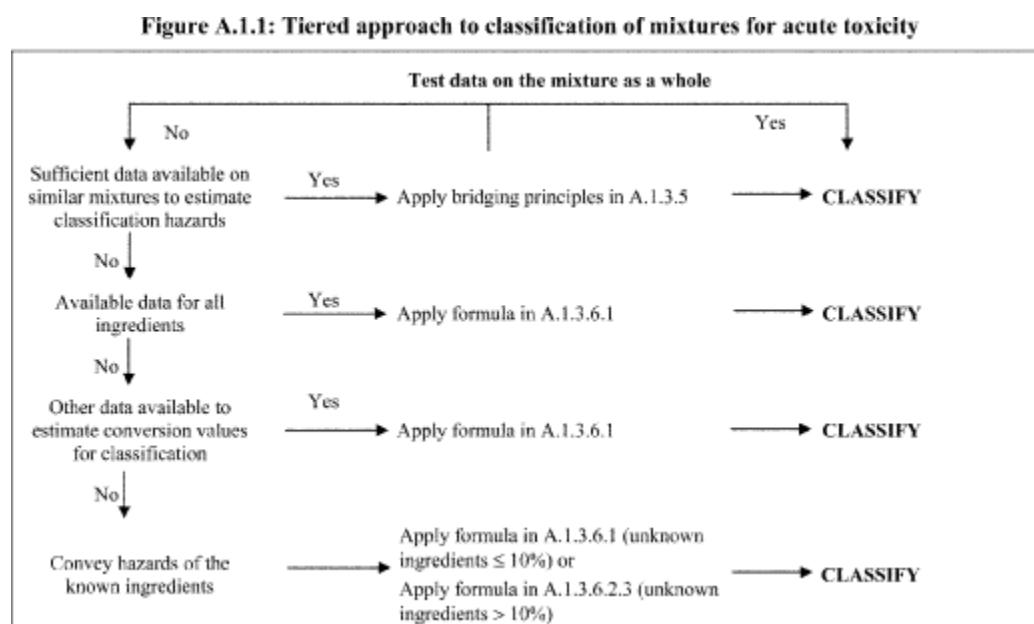 Figure A.1.1: Tiered approach to classification of mixtures for acute toxicity
Test data on the mixture as a whole
No
Yes
Sufficient data available on
similar mixtures to estimate
classification hazards
Yes
Apply bridging principles in A.1.3.5
CLASSIFY
No
Available data for all
ingredients
Yes
Apply formula in A.1.3.6.1
CLASSIFY
No
Other data available to
estimate conversion values
for classification
Yes
Apply formula in A.1.3.6.1
CLASSIFY
No
Convey hazards of the
known ingredients
Apply formula in A.1.3.6.1 (unknown
ingredients ≤ 10%) or
Apply formula in A.1.3.6.2.3 (unknown
ingredients > 10%)
CLASSIFY